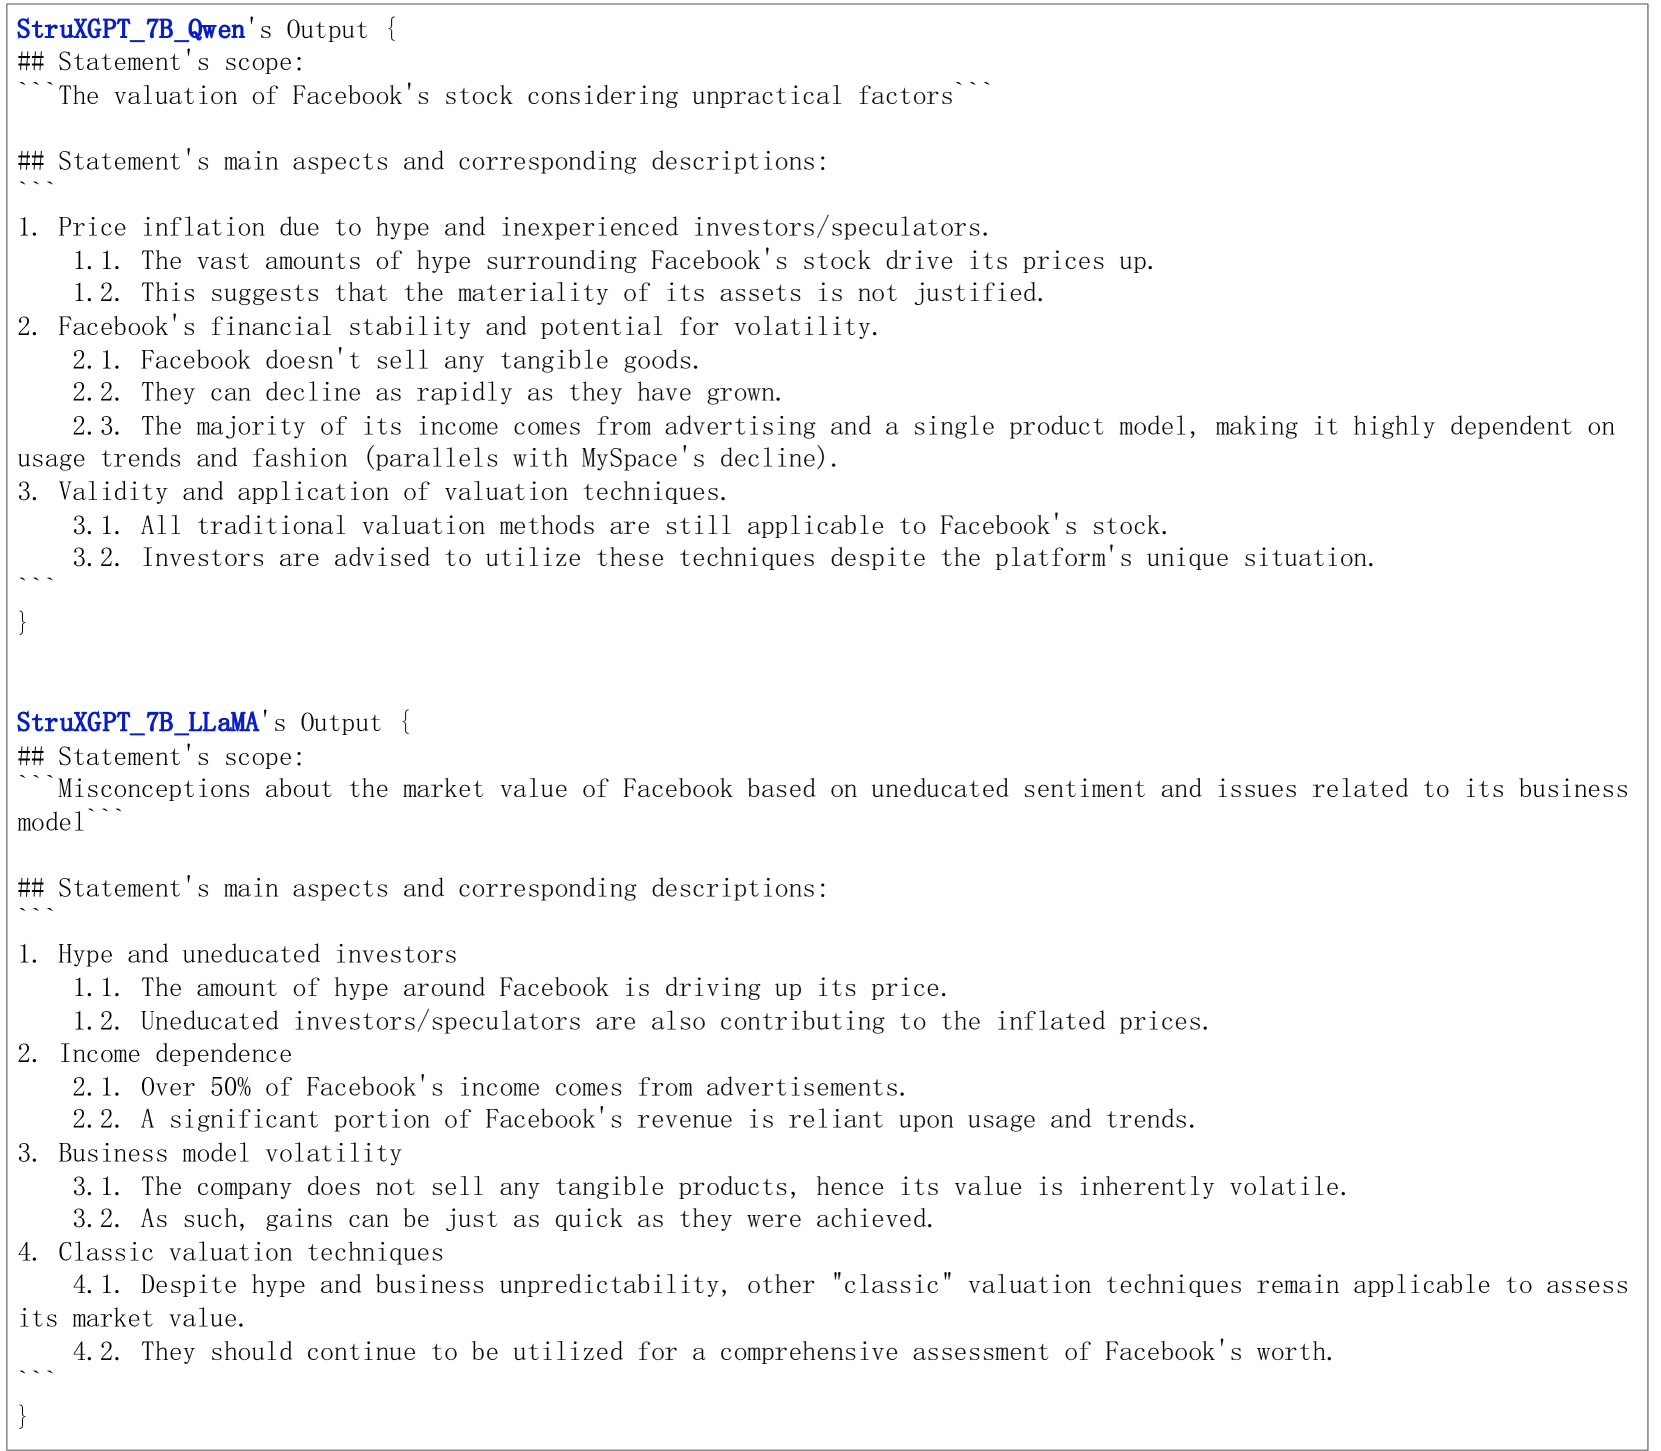 StruXGPT_7B_Qwen's Output {
## Statement's scope:
```The valuation of Facebook's stock considering unpractical factors```
## Statement's main aspects and corresponding descriptions:
```
1. Price inflation due to hype and inexperienced investors/speculators.
1.1. The vast amounts of hype surrounding Facebook's stock drive its prices up.
1.2. This suggests that the materiality of its assets is not justified.
2. Facebook's financial stability and potential for volatility.
2.1. Facebook doesn't sell any tangible goods.
2.2. They can decline as rapidly as they have grown.
2.3. The majority of its income comes from advertising and a single product model, making it highly dependent on
usage trends and fashion (parallels with MySpace's decline).
3. Validity and application of valuation techniques.
3.1. All traditional valuation methods are still applicable to Facebook's stock.
3.2. Investors are advised to utilize these techniques despite the platform's unique situation.
```
}
StruXGPT_7B_LLaMA's Output {
## Statement's scope:
```Misconceptions about the market value of Facebook based on uneducated sentiment and issues related to its business
model```
## Statement's main aspects and corresponding descriptions:
```
1. Hype and uneducated investors
1.1. The amount of hype around Facebook is driving up its price.
1.2. Uneducated investors/speculators are also contributing to the inflated prices.
2. Income dependence
2.1. Over 50% of Facebook's income comes from advertisements.
2.2. A significant portion of Facebook's revenue is reliant upon usage and trends.
3. Business model volatility
3.1. The company does not sell any tangible products, hence its value is inherently volatile.
3.2. As such, gains can be just as quick as they were achieved.
4. Classic valuation techniques
4.1. Despite hype and business unpredictability, other "classic" valuation techniques remain applicable to assess
its market value.
4.2. They should continue to be utilized for a comprehensive assessment of Facebook's worth.
```
}